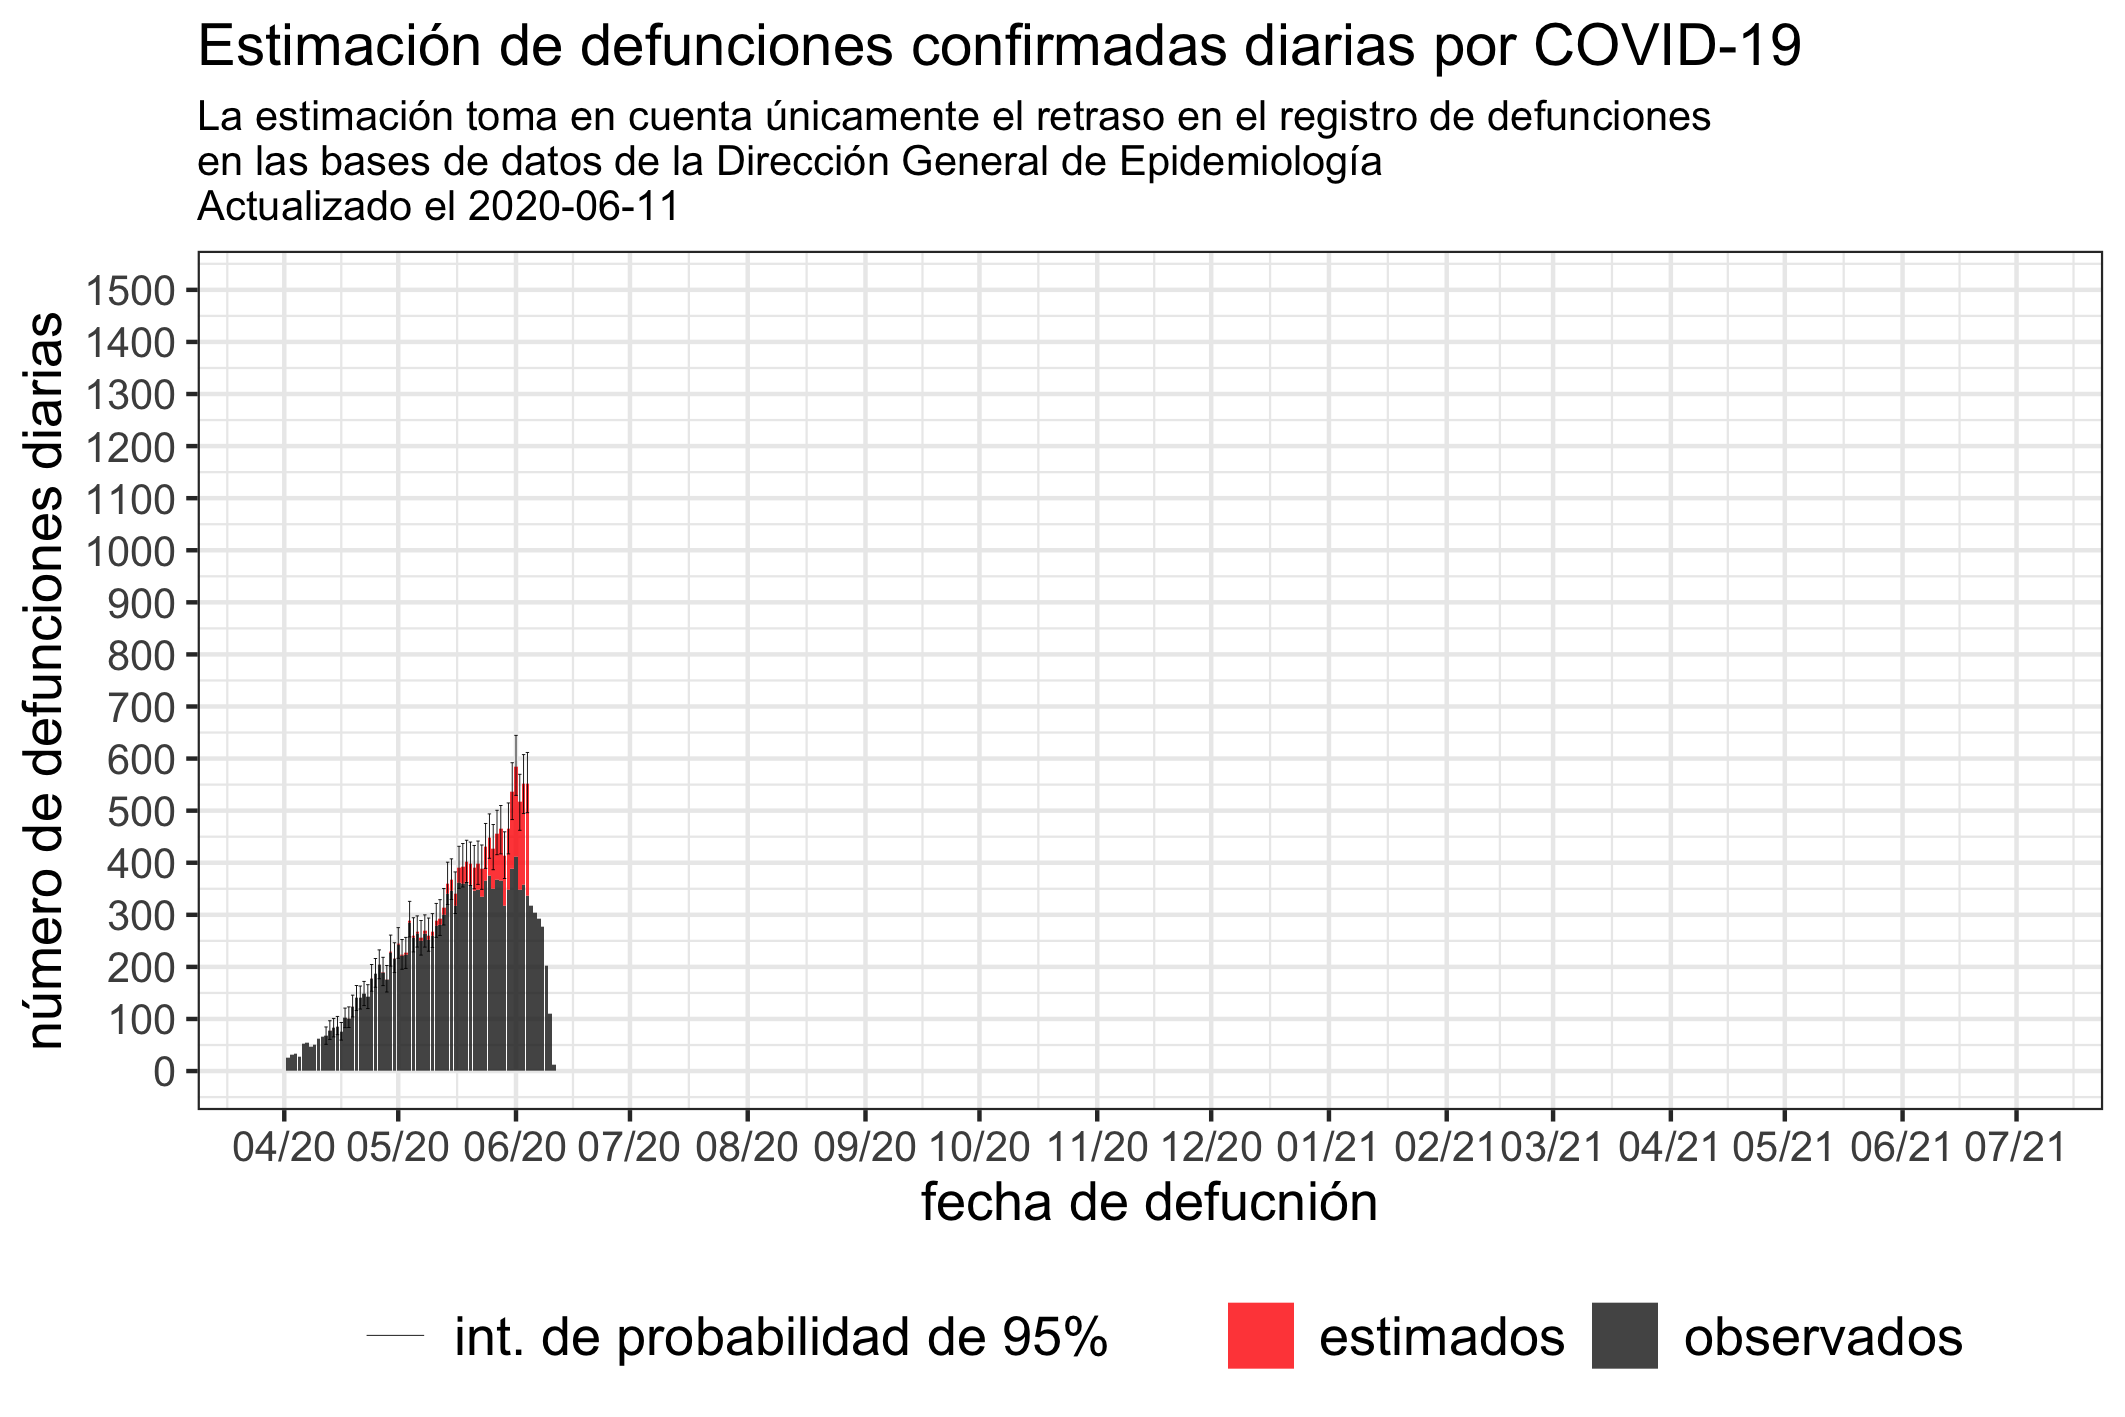 Estimación de defunciones confirmadas diarias por COVID-19
La estimación toma en cuenta únicamente el retraso en el registro de defunciones
en las bases de datos de la Dirección General de Epidemiología
Actualizado el 2020-06-11
número de defunciones diarias
1500
1400
1300
1200
1100
1000
900
800
700
600
500
400
300
200
100
0
04/20 05/20 06/20 07/20 08/20 09/20 10/20 11/20 12/20 01/21 02/21 03/21 04/21 05/21 06/21 07/21
fecha de defucnión
int. de probabilidad de 95% estimados observados